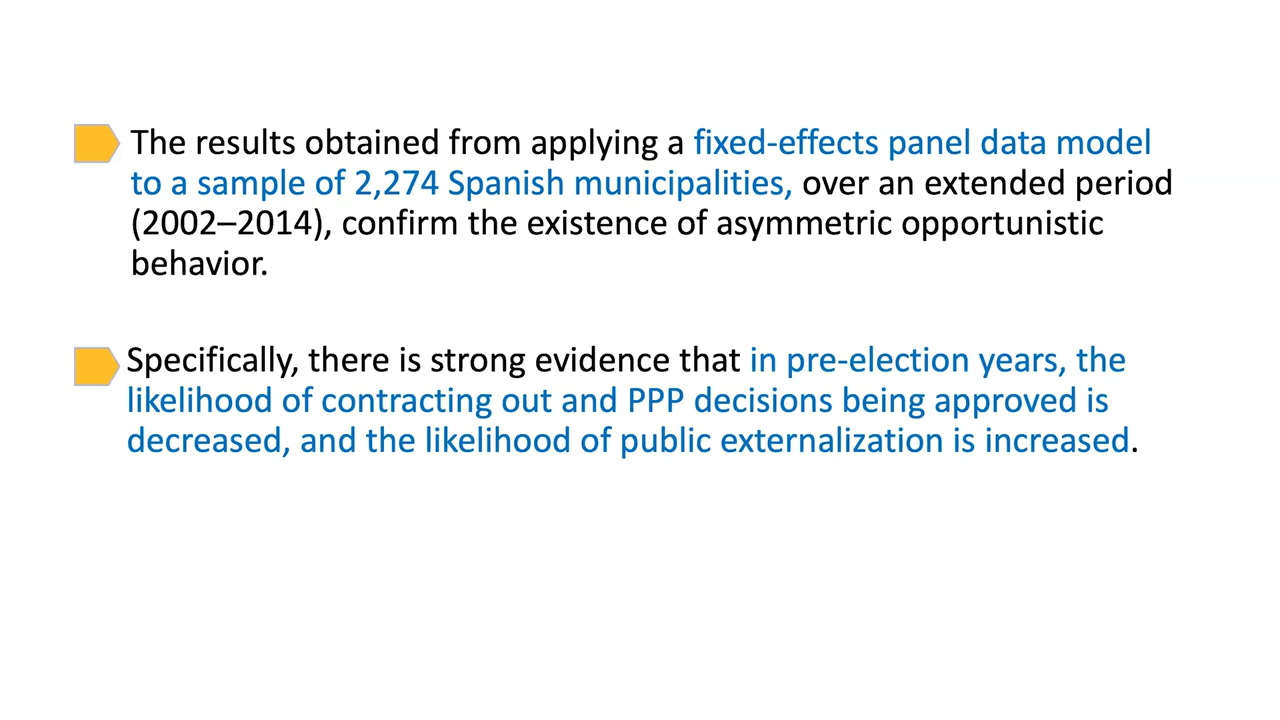 The results obtained from applying a fixed-effects panel data model
to a sample of 2,274 Spanish municipalities, over an extended period
(2002–2014), confirm the existence of asymmetric opportunistic
behavior.
Specifically, there is strong evidence that in pre-election years, the
likelihood of contracting out and PPP decisions being approved is
decreased, and the likelihood of public externalization is increased.